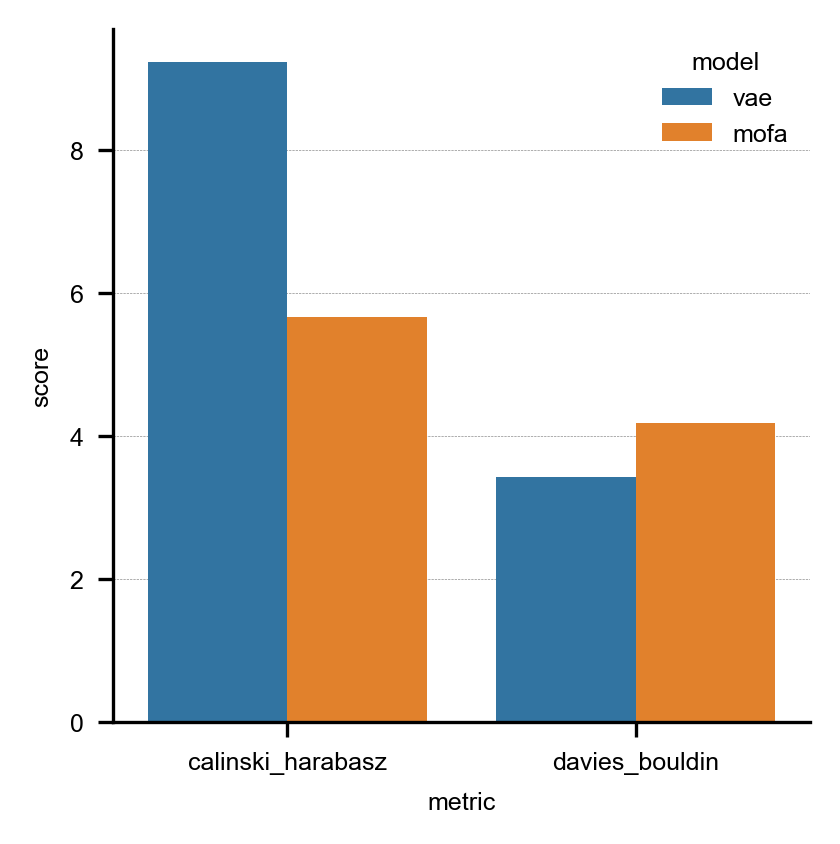 model
vae
mofa
8
6
4
2
0
score
calinski_harabasz
davies_bouldin
metric